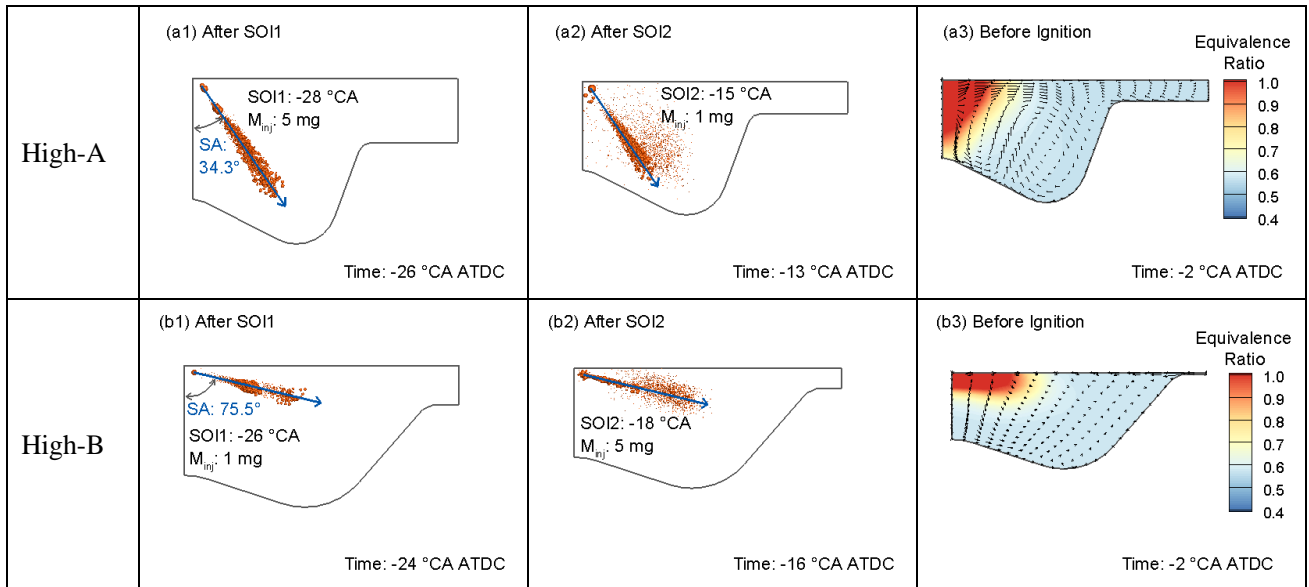 High-A
(a1) After SOI1
SOI1: -28 °CA
M_inj: 5 mg
SA:
34.3°
Time: -26 °CA ATDC
(a2) After SOI2
SOI2: -15 °CA
M_inj: 1 mg
Time: -13 °CA ATDC
(a3) Before Ignition
Equivalence
Ratio
1.0
0.9
0.8
0.7
0.6
0.5
0.4
Time: -2 °CA ATDC
High-B
(b1) After SOI1
SA: 75.5°
SOI1: -26 °CA
M_inj: 1 mg
Time: -24 °CA ATDC
(b2) After SOI2
SOI2: -18 °CA
M_inj: 5 mg
Time: -16 °CA ATDC
(b3) Before Ignition
Equivalence
Ratio
1.0
0.9
0.8
0.7
0.6
0.5
0.4
Time: -2 °CA ATDC